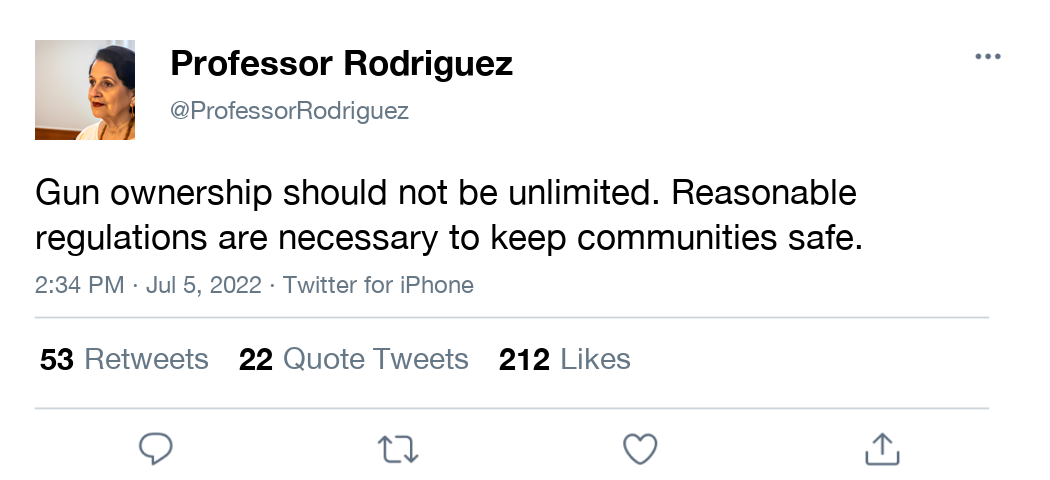 Professor Rodriguez
@ProfessorRodriguez
Gun ownership should not be unlimited. Reasonable
regulations are necessary to keep communities safe.
2:34 PM · Jul 5, 2022 · Twitter for iPhone
53 Retweets 22 Quote Tweets 212 Likes